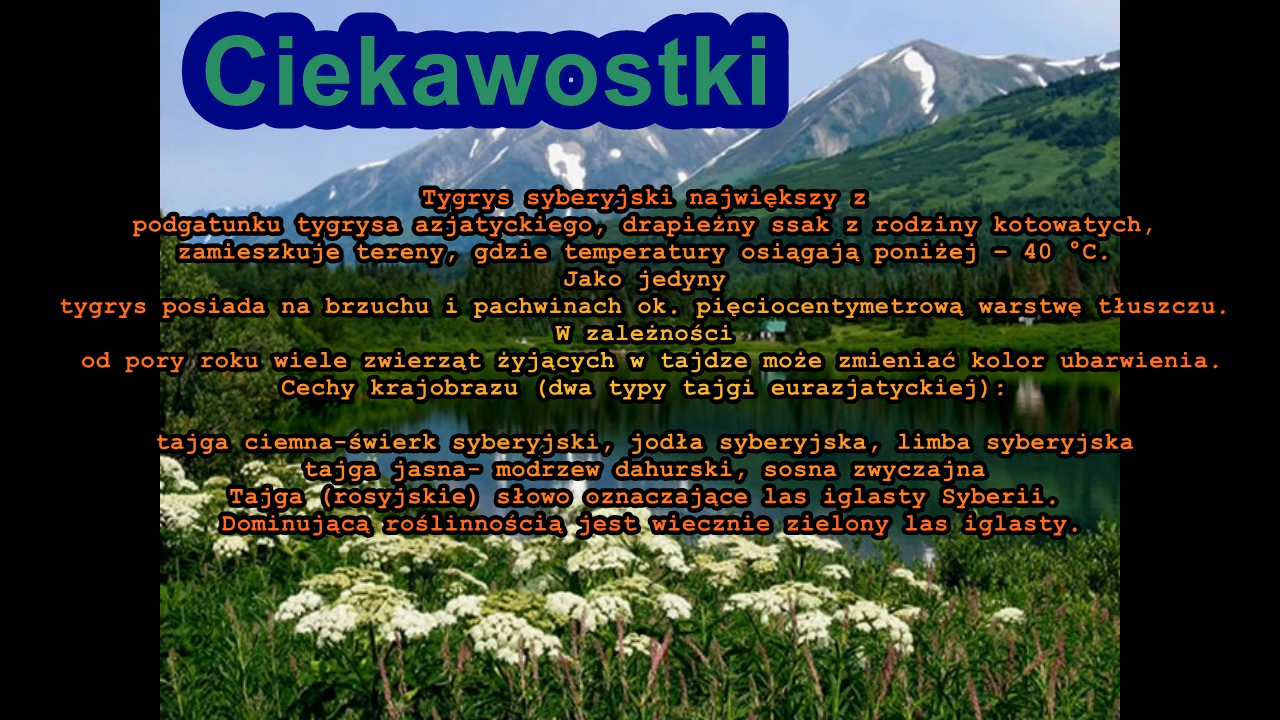 Ciekawostki
Tygrys syberyjski największy z
podgatunku tygrysa azjatyckiego, drapieżny ssak z rodziny kotowatych,
zamieszkuje tereny, gdzie temperatury osiągają poniżej – 40 °C.
Jako jedyny
tygrys posiada na brzuchu i pachwinach ok. pięciocentymetrową warstwę tłuszczu.
W zależności
od pory roku wiele zwierząt żyjących w tajdze może zmieniać kolor ubarwienia.
Cechy krajobrazu (dwa typy tajgi eurazjatyckiej):
tajga ciemna-świerk syberyjski, jodła syberyjska, limba syberyjska
tajga jasna- modrzew dahurski, sosna zwyczajna
Tajga (rosyjskie) słowo oznaczające las iglasty Syberii.
Dominującą roślinnością jest wiecznie zielony las iglasty.